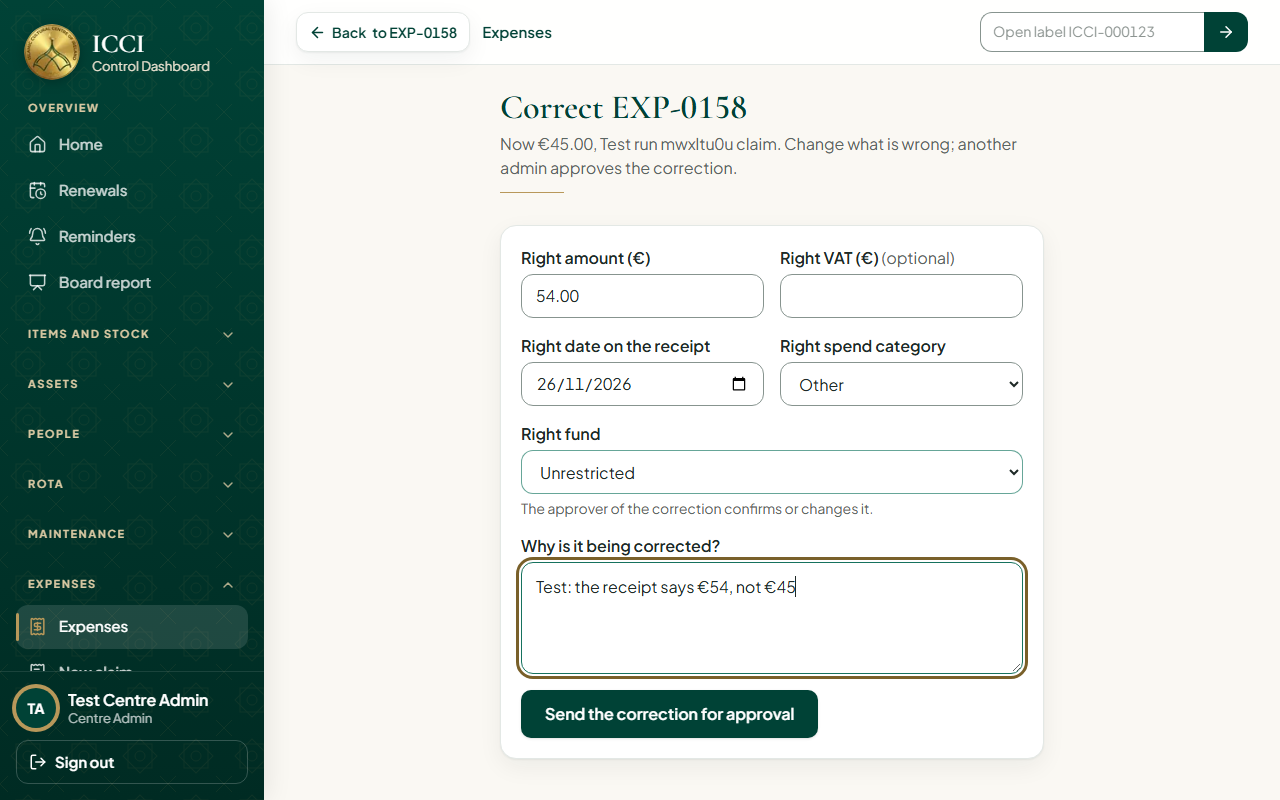 ICCI
Control Dashboard
OVERVIEW
Home
Renewals
Reminders
Board report
ITEMS AND STOCK
ASSETS
PEOPLE
ROTA
MAINTENANCE
EXPENSES
Expenses
New claim
TA
Test Centre Admin
Centre Admin
Sign out
Back to EXP-0158
Expenses
Open label ICCI-000123
Correct EXP-0158
Now €45.00, Test run mwxltu0u claim. Change what is wrong; another
admin approves the correction.
Right amount (€)
Right VAT (€) (optional)
54.00
Right date on the receipt
Right spend category
26/11/2026
Other
Right fund
Unrestricted
The approver of the correction confirms or changes it.
Why is it being corrected?
Test: the receipt says €54, not €45
Send the correction for approval